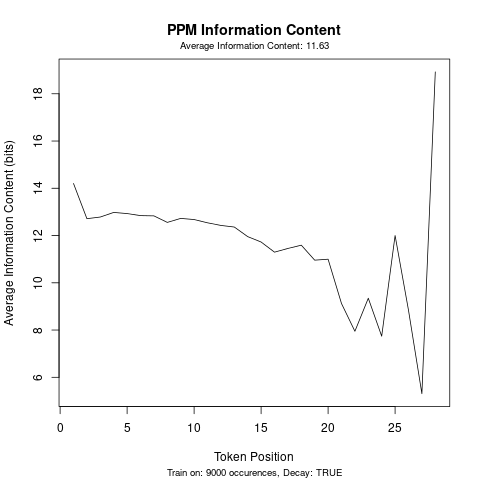 PPM Information Content
Average Information Content: 11.63
Average Information Content (bits)
18
16
14
12
10
8
6
0 5 10 15 20 25
Token Position
Train on: 9000 occurences, Decay: TRUE